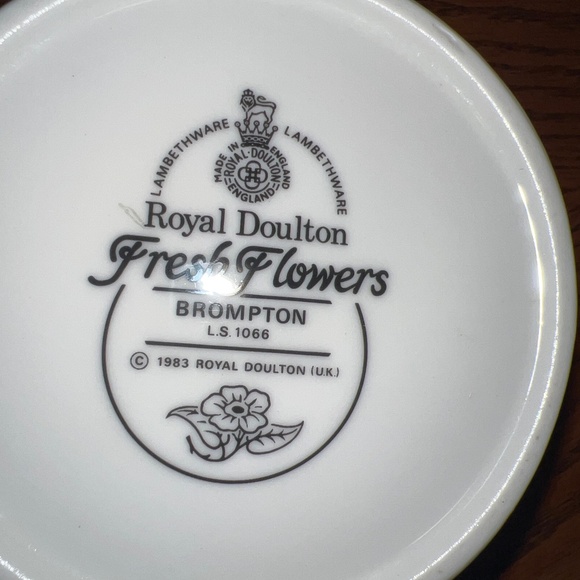 LAMBETHWARE LAMBETHWARE
MADE IN ENGLAND
ROYAL·DOULTON
ENGLAND
Royal Doulton
Fresh Flowers
BROMPTON
L.S. 1066
© 1983 ROYAL DOULTON (U.K.)